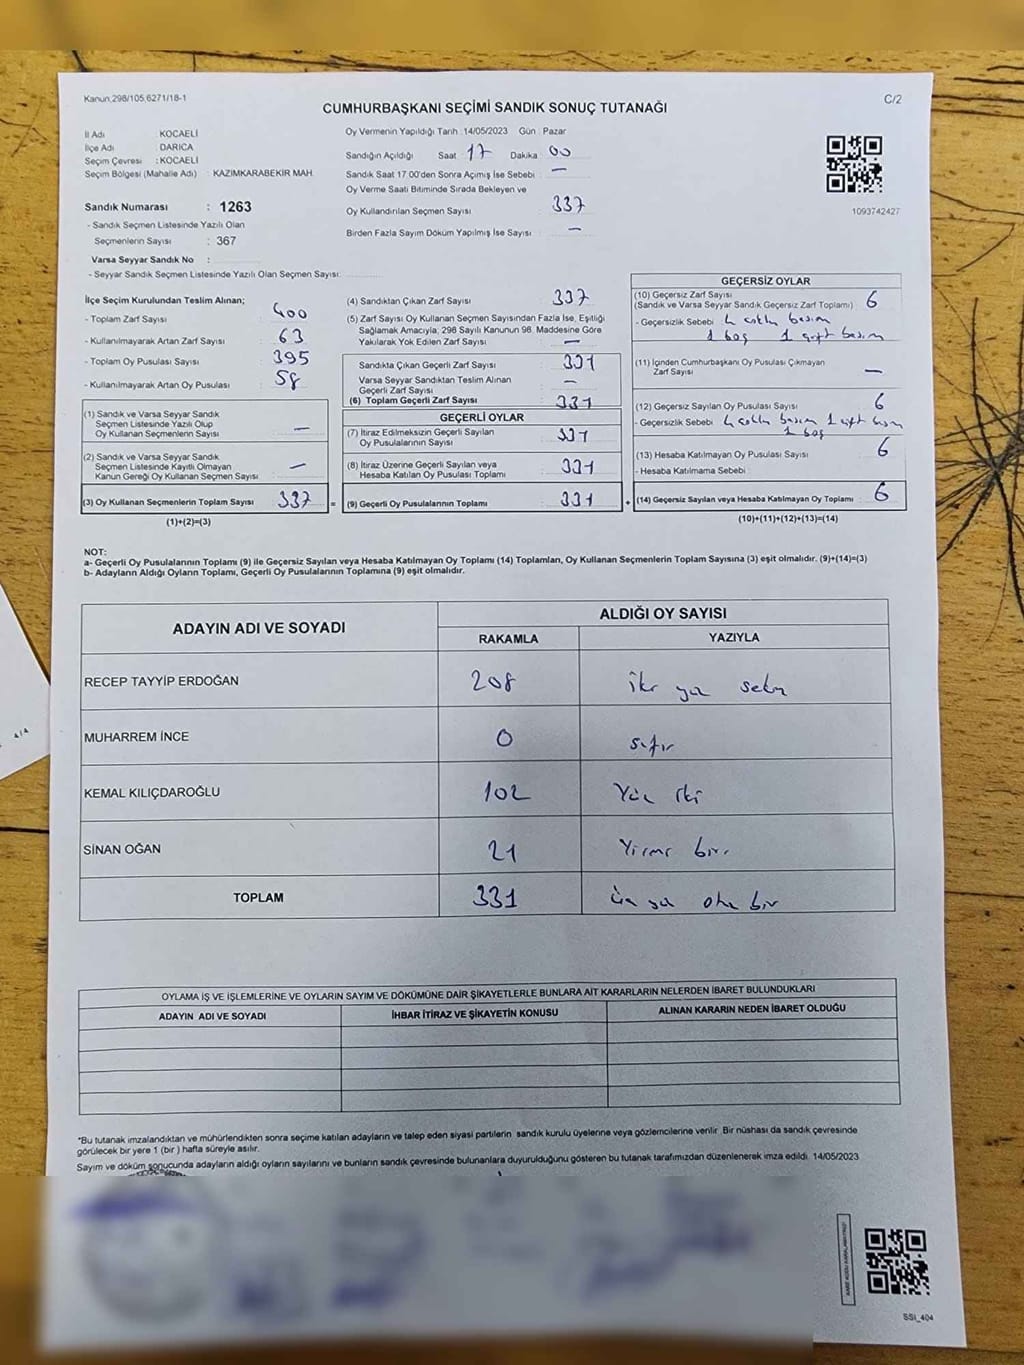 Kanun,298/105,6271/18-1
C/2
CUMHURBAŞKANI SEÇİMİ SANDIK SONUÇ TUTANAĞI
İl Adı : KOCAELİ
İlçe Adı : DARICA
Seçim Çevresi : KOCAELİ
Seçim Bölgesi (Mahalle Adı) : KAZIMKARABEKİR MAH.
Sandık Numarası : 1263
- Sandık Seçmen Listesinde Yazılı Olan
Seçmenlerin Sayısı : 367
Varsa Seyyar Sandık No :
- Seyyar Sandık Seçmen Listesinde Yazılı Olan Seçmen Sayısı:
Oy Vermenin Yapıldığı Tarih :14/05/2023 Gün : Pazar
Sandığın Açıldığı Saat 17 Dakika 00
Sandık Saat 17.00'den Sonra Açımış İse Sebebi : —
Oy Verme Saati Bitiminde Sırada Bekleyen ve
Oy Kullandırılan Seçmen Sayısı : 337
Birden Fazla Sayım Döküm Yapılmış İse Sayısı : —
1093742427
İlçe Seçim Kurulundan Teslim Alınan;
- Toplam Zarf Sayısı : 400
- Kullanılmayarak Artan Zarf Sayısı : 63
- Toplam Oy Pusulası Sayısı : 395
- Kullanılmayarak Artan Oy Pusulası : 58
(1) Sandık ve Varsa Seyyar Sandık
Seçmen Listesinde Yazılı Olup
Oy Kullanan Seçmenlerin Sayısı : —
(2) Sandık ve Varsa Seyyar Sandık
Seçmen Listesinde Kayıtlı Olmayan
Kanun Gereği Oy Kullanan Seçmen Sayısı : —
(3) Oy Kullanan Seçmenlerin Toplam Sayısı : 337 =
(1)+(2)=(3)
(4) Sandıktan Çıkan Zarf Sayısı : 337
(5) Zarf Sayısı Oy Kullanan Seçmen Sayısından Fazla İse, Eşitliği
Sağlamak Amacıyla, 298 Sayılı Kanunun 98. Maddesine Göre
Yakılarak Yok Edilen Zarf Sayısı : —
Sandıkta Çıkan Geçerli Zarf Sayısı : 331
Varsa Seyyar Sandıktan Teslim Alınan
Geçerli Zarf Sayısı : —
(6) Toplam Geçerli Zarf Sayısı : 331
GEÇERLİ OYLAR
(7) İtiraz Edilmeksizin Geçerli Sayılan
Oy Pusulalarının Sayısı : 331
(8) İtiraz Üzerine Geçerli Sayılan veya
Hesaba Katılan Oy Pusulası Toplamı : 331
(9) Geçerli Oy Pusulalarının Toplamı : 331 +
GEÇERSİZ OYLAR
(10) Geçersiz Zarf Sayısı
(Sandık ve Varsa Seyyar Sandık Geçersiz Zarf Toplamı) : 6
- Geçersizlik Sebebi : 4 çoklu basım
1 boş 1 çift basım
(11) İçinden Cumhurbaşkanı Oy Pusulası Çıkmayan
Zarf Sayısı : —
(12) Geçersiz Sayılan Oy Pusulası Sayısı : 6
- Geçersizlik Sebebi : 4 çoklu basım 1 çift basım
1 boş
(13) Hesaba Katılmayan Oy Pusulası Sayısı : 6
- Hesaba Katılmama Sebebi :
(14) Geçersiz Sayılan veya Hesaba Katılmayan Oy Toplamı : 6
(10)+(11)+(12)+(13)=(14)
NOT:
a- Geçerli Oy Pusulalarının Toplamı (9) ile Geçersiz Sayılan veya Hesaba Katılmayan Oy Toplamı (14) Toplamları, Oy Kullanan Seçmenlerin Toplam Sayısına (3) eşit olmalıdır. (9)+(14)=(3)
b- Adayların Aldığı Oyların Toplamı, Geçerli Oy Pusulalarının Toplamına (9) eşit olmalıdır.
ADAYIN ADI VE SOYADI
ALDIĞI OY SAYISI
RAKAMLA YAZIYLA
RECEP TAYYİP ERDOĞAN 208 iki yüz sekiz
MUHARREM İNCE 0 sıfır
KEMAL KILIÇDAROĞLU 102 Yüz iki
SİNAN OĞAN 21 Yirmi bir
TOPLAM 331 üç yüz otuz bir
OYLAMA İŞ VE İŞLEMLERİNE VE OYLARIN SAYIM VE DÖKÜMÜNE DAİR ŞİKAYETLERLE BUNLARA AİT KARARLARIN NELERDEN İBARET BULUNDUKLARI
ADAYIN ADI VE SOYADI İHBAR İTİRAZ VE ŞİKAYETİN KONUSU ALINAN KARARIN NEDEN İBARET OLDUĞU
*Bu tutanak imzalandıktan ve mühürlendikten sonra seçime katılan adayların ve talep eden siyasi partilerin sandık kurulu üyelerine veya gözlemcilerine verilir. Bir nüshası da sandık çevresinde
görülecek bir yere 1 (bir ) hafta süreyle asılır.
Sayım ve döküm sonucunda adayların aldığı oyların sayılarını ve bunların sandık çevresinde bulunanlara duyurulduğunu gösteren bu tutanak tarafımızdan düzenlenerek imza edildi. 14/05/2023
SSI_404
4/4